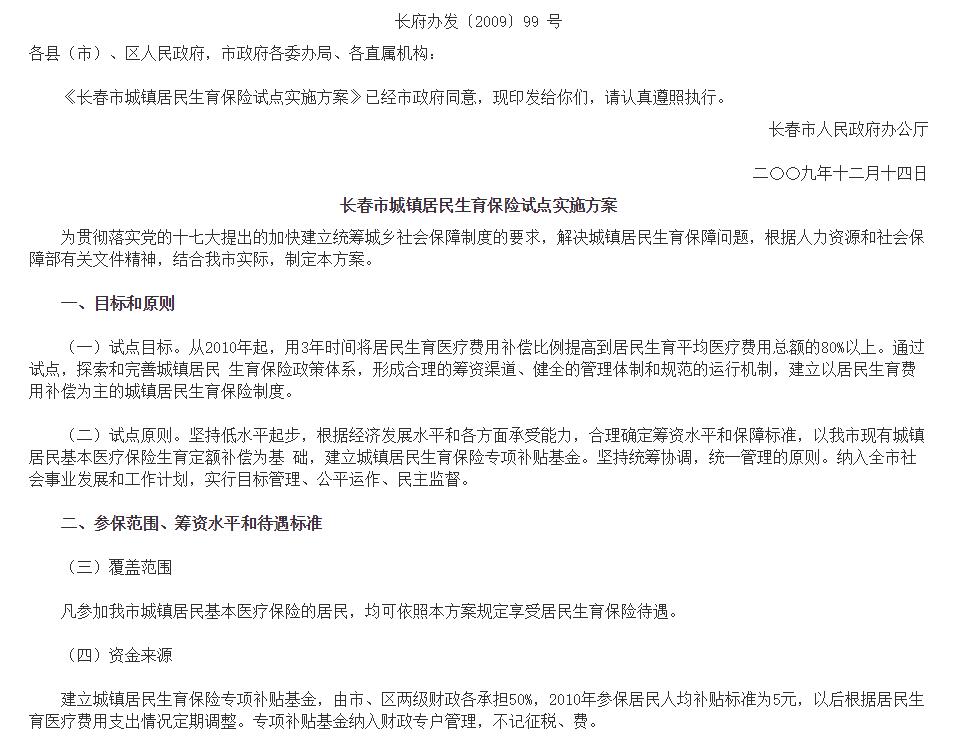 长府办发〔2009〕99 号
各县（市）、区人民政府，市政府各委办局、各直属机构：
《长春市城镇居民生育保险试点实施方案》已经市政府同意，现印发给你们，请认真遵照执行。
长春市人民政府办公厅
二〇〇九年十二月十四日
长春市城镇居民生育保险试点实施方案
为贯彻落实党的十七大提出的加快建立统筹城乡社会保障制度的要求，解决城镇居民生育保障问题，根据人力资源和社会保
障部有关文件精神，结合我市实际，制定本方案。
一、目标和原则
（一）试点目标。从2010年起，用3年时间将居民生育医疗费用补偿比例提高到居民生育平均医疗费用总额的80%以上。通过
试点，探索和完善城镇居民 生育保险政策体系，形成合理的筹资渠道、健全的管理体制和规范的运行机制，建立以居民生育费
用补偿为主的城镇居民生育保险制度。
（二）试点原则。坚持低水平起步，根据经济发展水平和各方面承受能力，合理确定筹资水平和保障标准，以我市现有城镇
居民基本医疗保险生育定额补偿为基 础，建立城镇居民生育保险专项补贴基金。坚持统筹协调，统一管理的原则。纳入全市社
会事业发展和工作计划，实行目标管理、公平运作、民主监督。
二、参保范围、筹资水平和待遇标准
（三）覆盖范围
凡参加我市城镇居民基本医疗保险的居民，均可依照本方案规定享受居民生育保险待遇。
（四）资金来源
建立城镇居民生育保险专项补贴基金，由市、区两级财政各承担50%，2010年参保居民人均补贴标准为5元，以后根据居民生
育医疗费用支出情况定期调整。专项补贴基金纳入财政专户管理，不记征税、费。